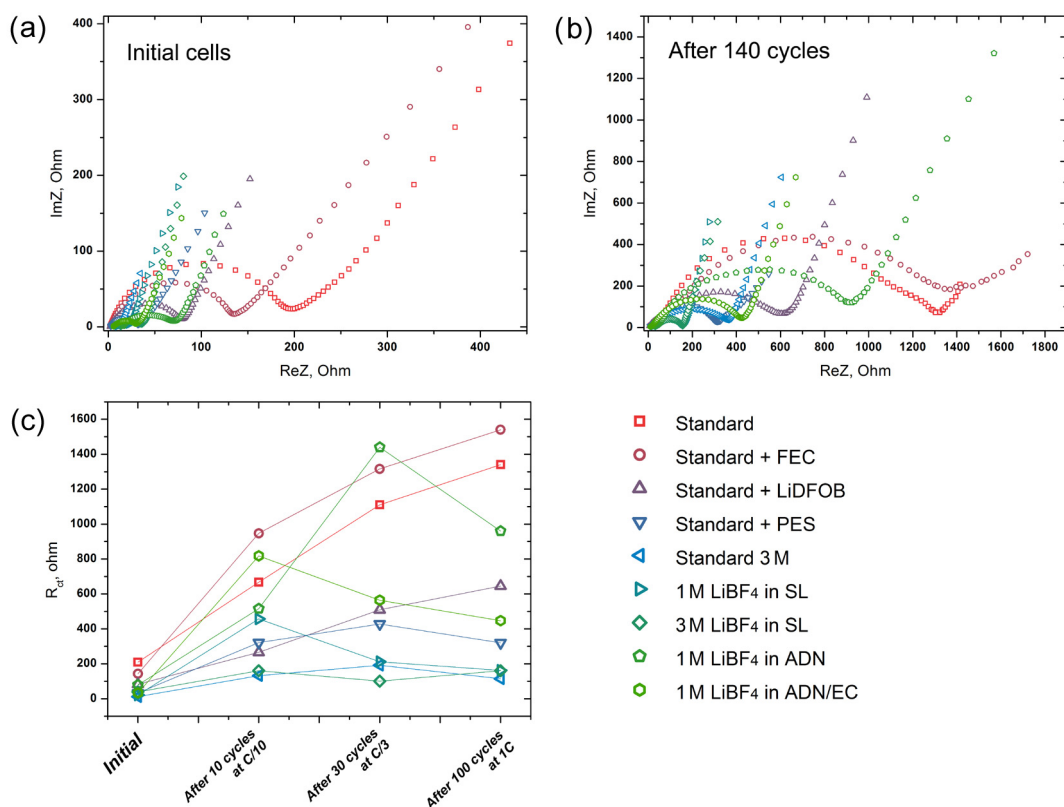 (a)
Initial cells
400
300
200
100
0
ImZ, Ohm
0 100 200 300 400
ReZ, Ohm
(b)
After 140 cycles
1400
1200
1000
800
600
400
200
0
ImZ, Ohm
0 200 400 600 800 1000 1200 1400 1600 1800
ReZ, Ohm
(c)
1600
1400
1200
1000
800
600
400
200
0
Rct, ohm
Initial
After 10 cycles
at C/10
After 30 cycles
at C/3
After 100 cycles
at 1C
Standard
Standard + FEC
Standard + LiDFOB
Standard + PES
Standard 3 M
1 M LiBF4 in SL
3M LiBF4 in SL
1M LiBF4 in ADN
1M LiBF4 in ADN/EC